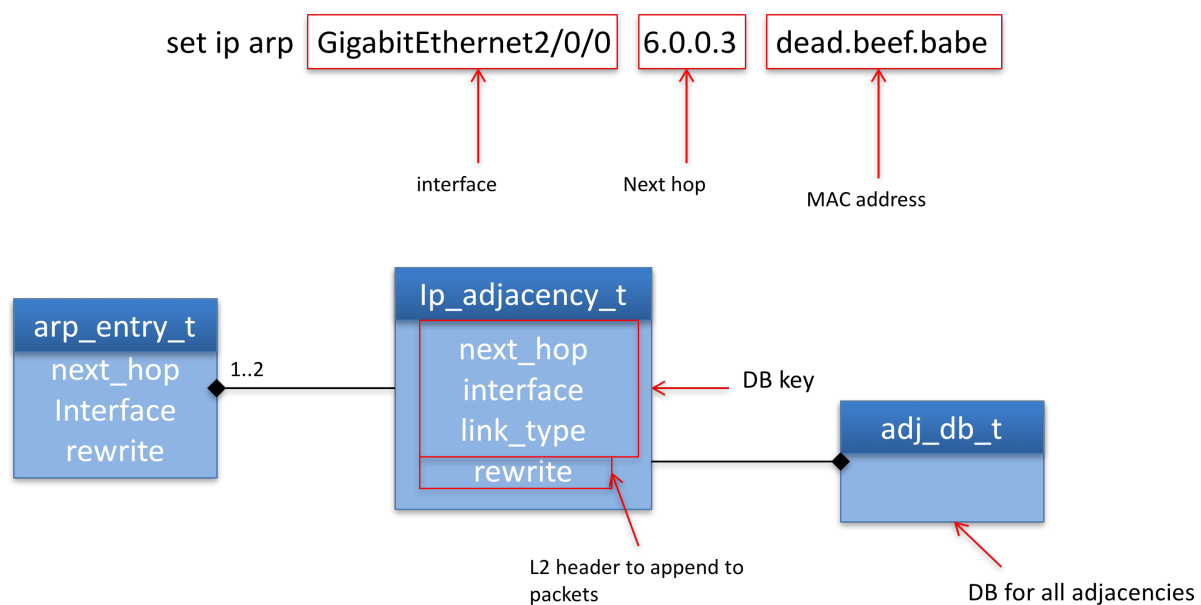 set ip arp GigabitEthernet2/0/0 6.0.0.3 dead.beef.babe
interface
Next hop
MAC address
arp_entry_t
next_hop
Interface
rewrite
1..2
Ip_adjacency_t
next_hop
interface
link_type
rewrite
DB key
adj_db_t
L2 header to append to
packets
DB for all adjacencies